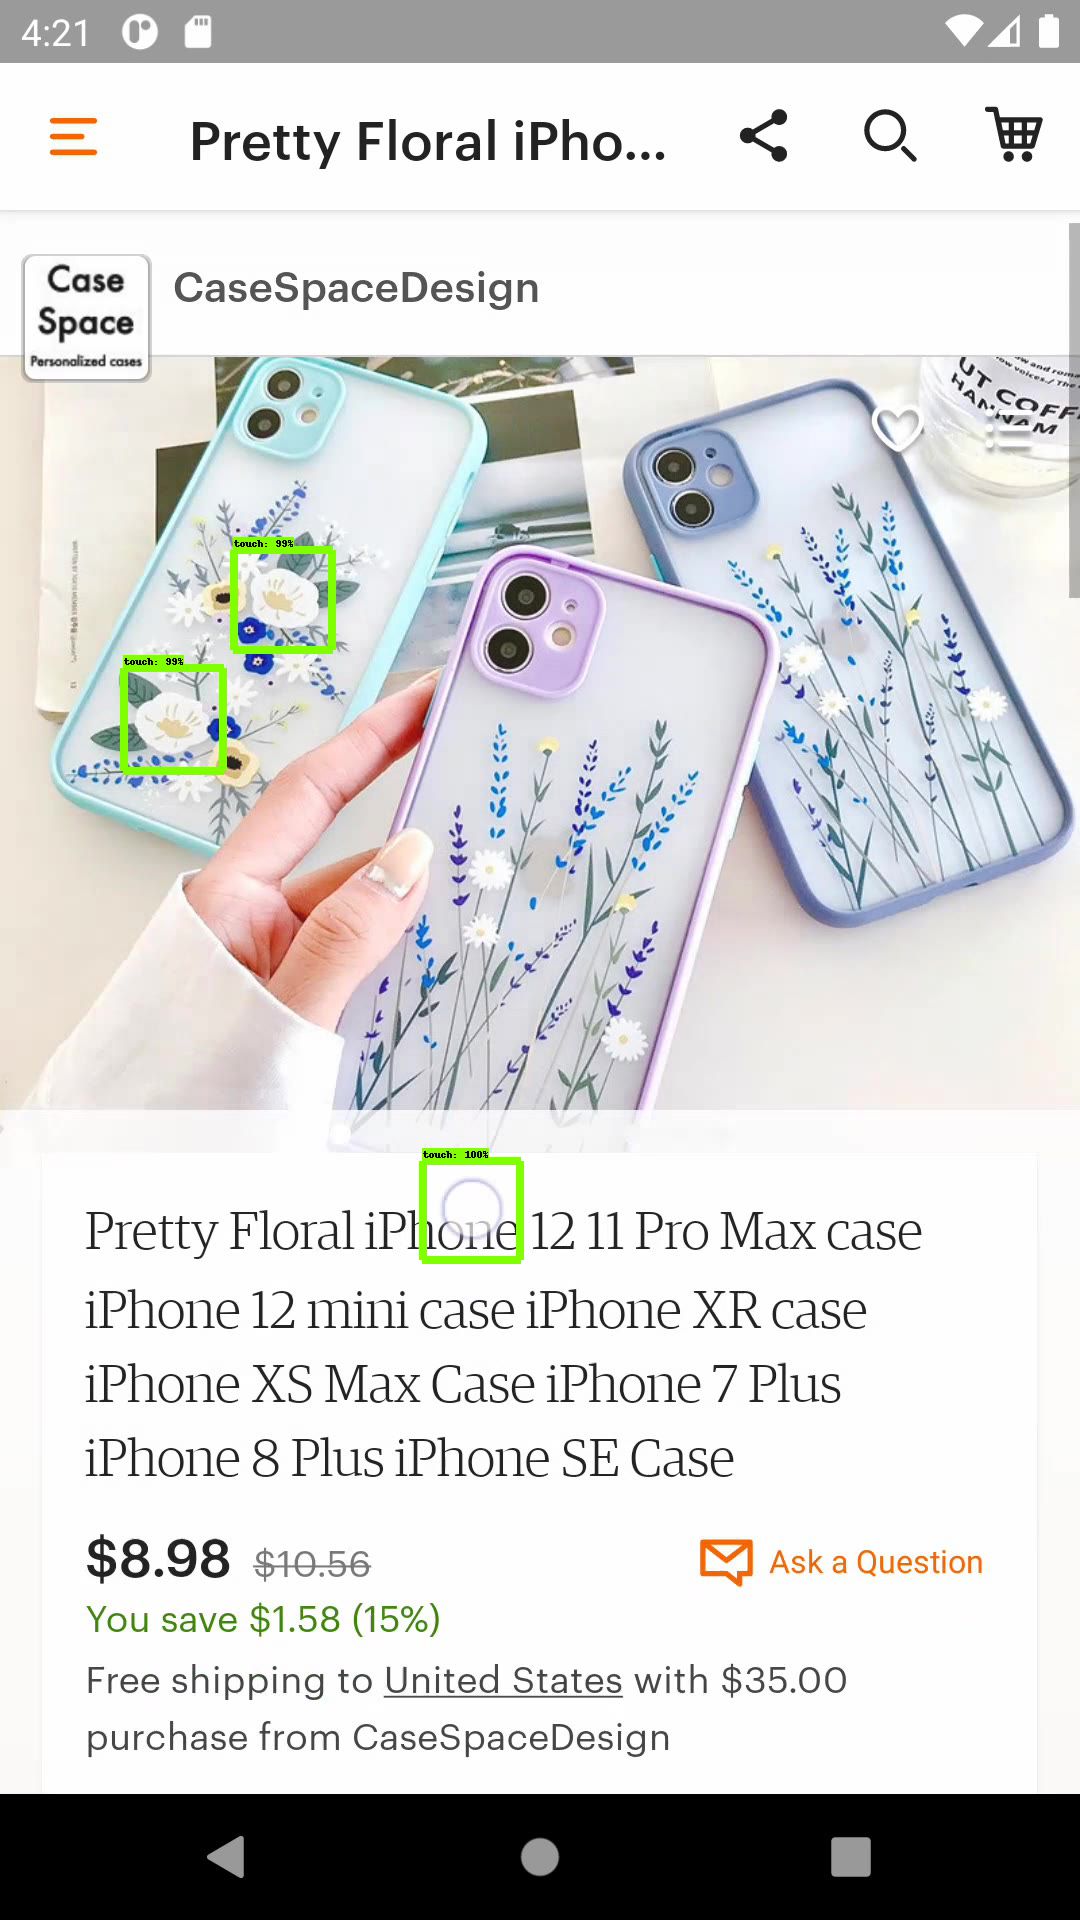 4:21
Pretty Floral iPho...
Case
Space
Personalized cases
CaseSpaceDesign
UT COFF
HANNAM
touch: 99%
touch: 99%
touch: 100%
Pretty Floral iPhone 12 11 Pro Max case
iPhone 12 mini case iPhone XR case
iPhone XS Max Case iPhone 7 Plus
iPhone 8 Plus iPhone SE Case
$8.98 $10.56
Ask a Question
You save $1.58 (15%)
Free shipping to United States with $35.00
purchase from CaseSpaceDesign